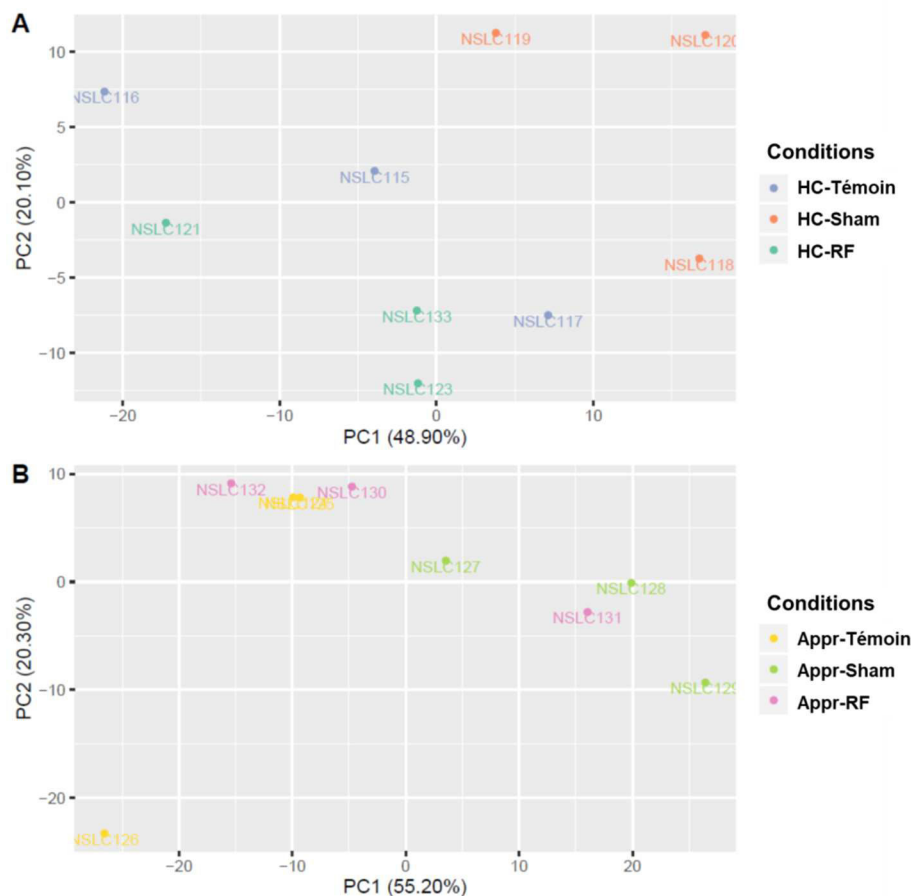 A
10
5
0
−5
−10
PC2 (20.10%)
NSLC119
NSLC120
NSLC116
NSLC115
NSLC121
NSLC118
NSLC133
NSLC117
NSLC123
−20
−10
0
10
PC1 (48.90%)
Conditions
HC-Témoin
HC-Sham
HC-RF
B
10
0
−10
−20
PC2 (20.30%)
NSLC132
NSLC130
NSLC127
NSLC128
NSLC131
NSLC129
NSLC126
−20
−10
0
10
20
PC1 (55.20%)
Conditions
Appr-Témoin
Appr-Sham
Appr-RF